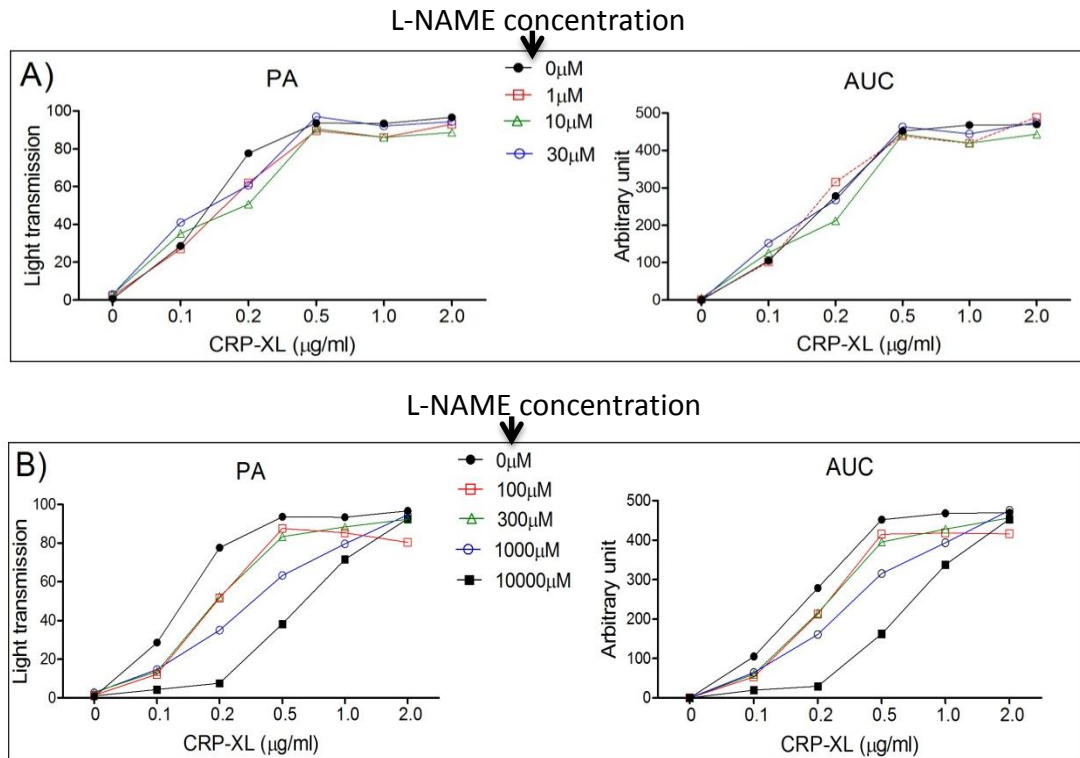 L-NAME concentration
A)
PA
0µM
1µM
10µM
30µM
AUC
Light transmission
100
80
60
40
20
0
0 0.1 0.2 0.5 1.0 2.0
CRP-XL (µg/ml)
Arbitrary unit
500
400
300
200
100
0
0 0.1 0.2 0.5 1.0 2.0
CRP-XL (µg/ml)
L-NAME concentration
B)
PA
0µM
100µM
300µM
1000µM
10000µM
AUC
Light transmission
100
80
60
40
20
0
0 0.1 0.2 0.5 1.0 2.0
CRP-XL (µg/ml)
Arbitrary unit
500
400
300
200
100
0
0 0.1 0.2 0.5 1.0 2.0
CRP-XL (µg/ml)